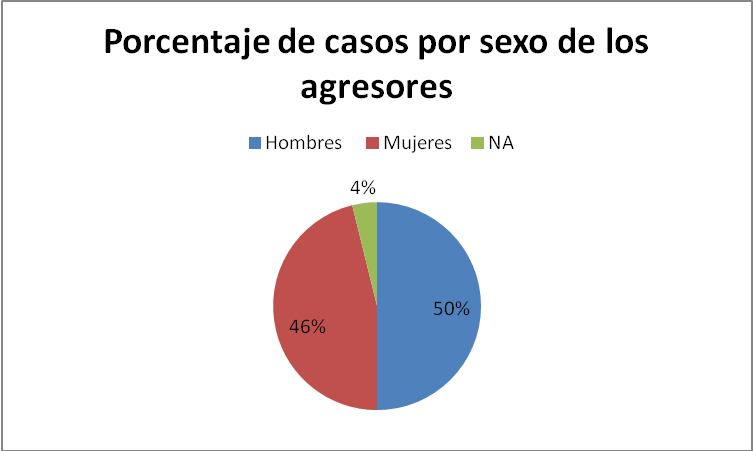 Porcentaje de casos por sexo de los
agresores
Hombres Mujeres NA
4%
50%
46%